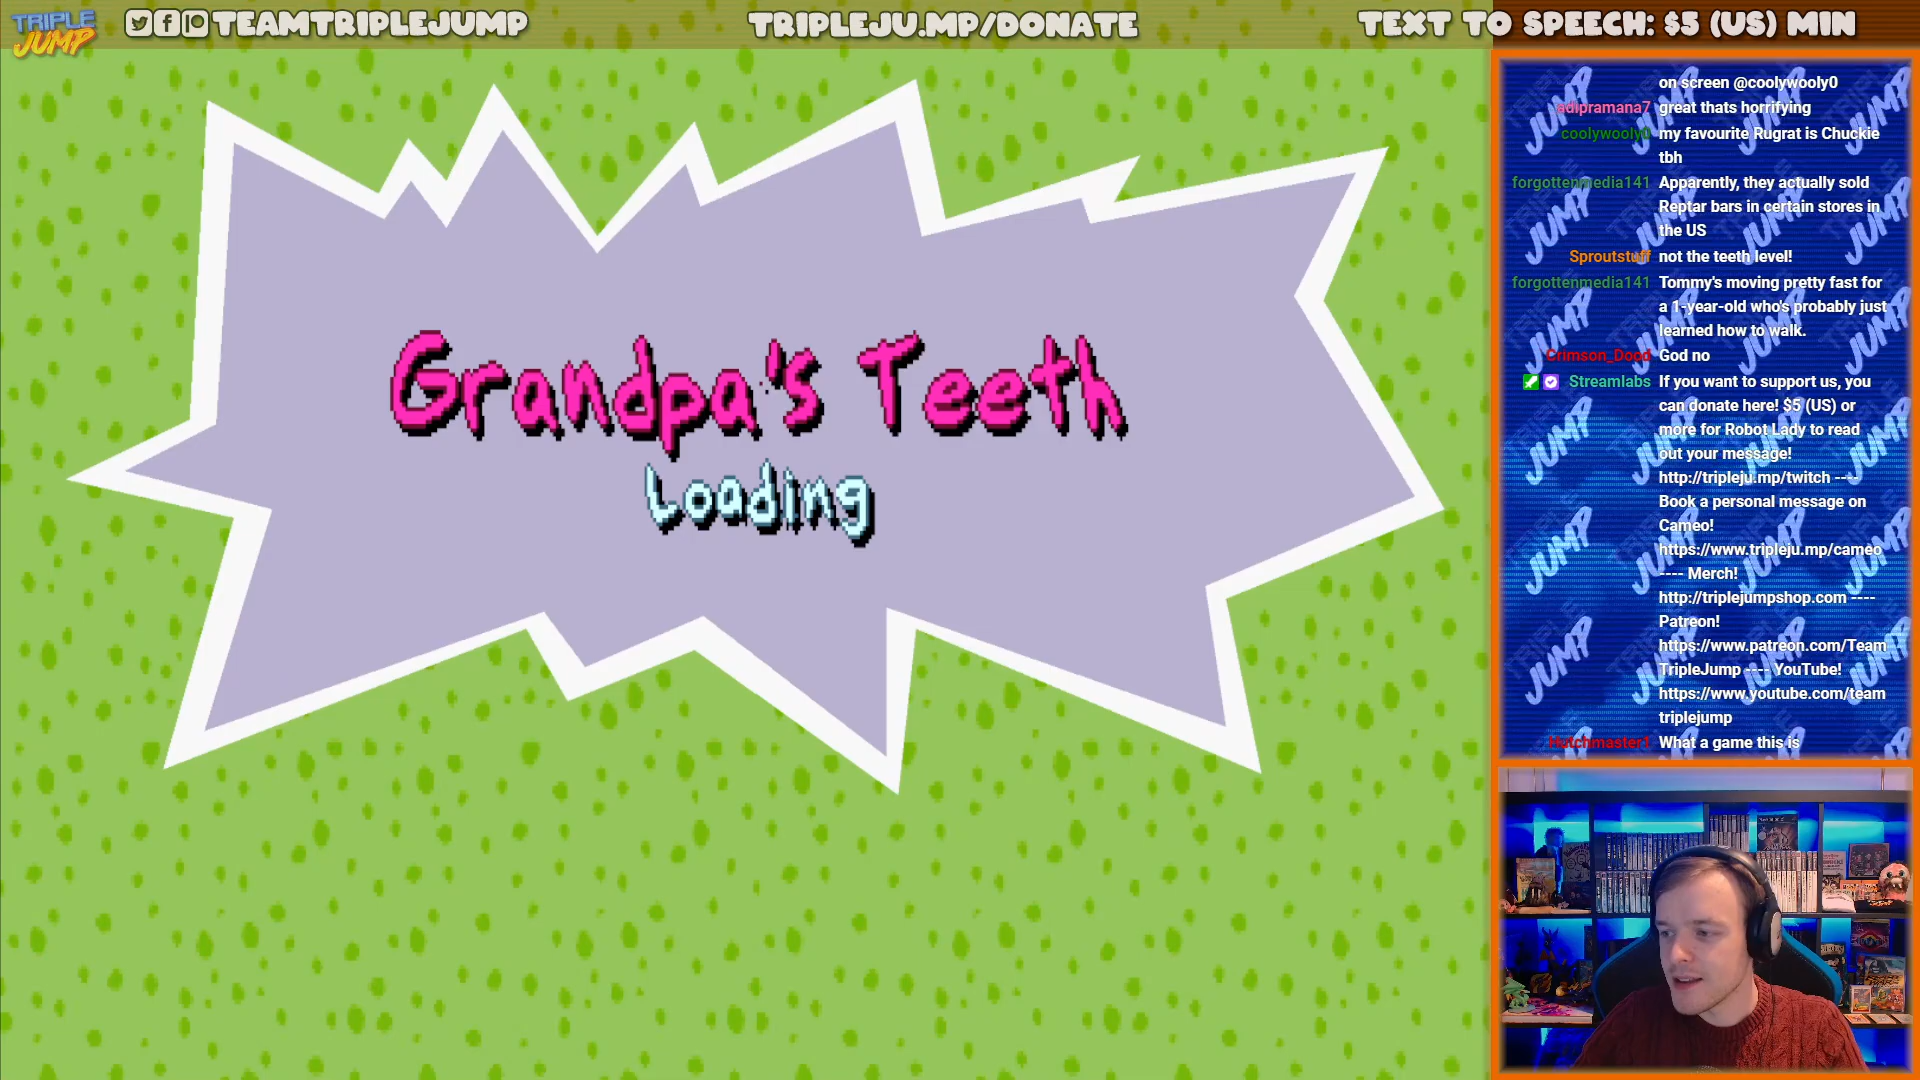 TRIPLE
JUMP
TEAMTRIPLEJUMP
TRIPLEJU.MP/DONATE
TEXT TO SPEECH: $5 (US) MIN
Grandpa's Teeth
Loading
on screen @coolywooly0
adipramana7 great thats horrifying
coolywooly0 my favourite Rugrat is Chuckie
tbh
forgottenmedia141 Apparently, they actually sold
Reptar bars in certain stores in
the US
Sproutstuff not the teeth level!
forgottenmedia141 Tommy's moving pretty fast for
a 1-year-old who's probably just
learned how to walk.
Crimson_Dood God no
Streamlabs If you want to support us, you
can donate here! $5 (US) or
more for Robot Lady to read
out your message!
http://tripleju.mp/twitch ----
Book a personal message on
Cameo!
https://www.tripleju.mp/cameo
---- Merch!
http://triplejumpshop.com ----
Patreon!
https://www.patreon.com/Team
TripleJump ---- YouTube!
https://www.youtube.com/team
triplejump
Hutchmaster1 What a game this is